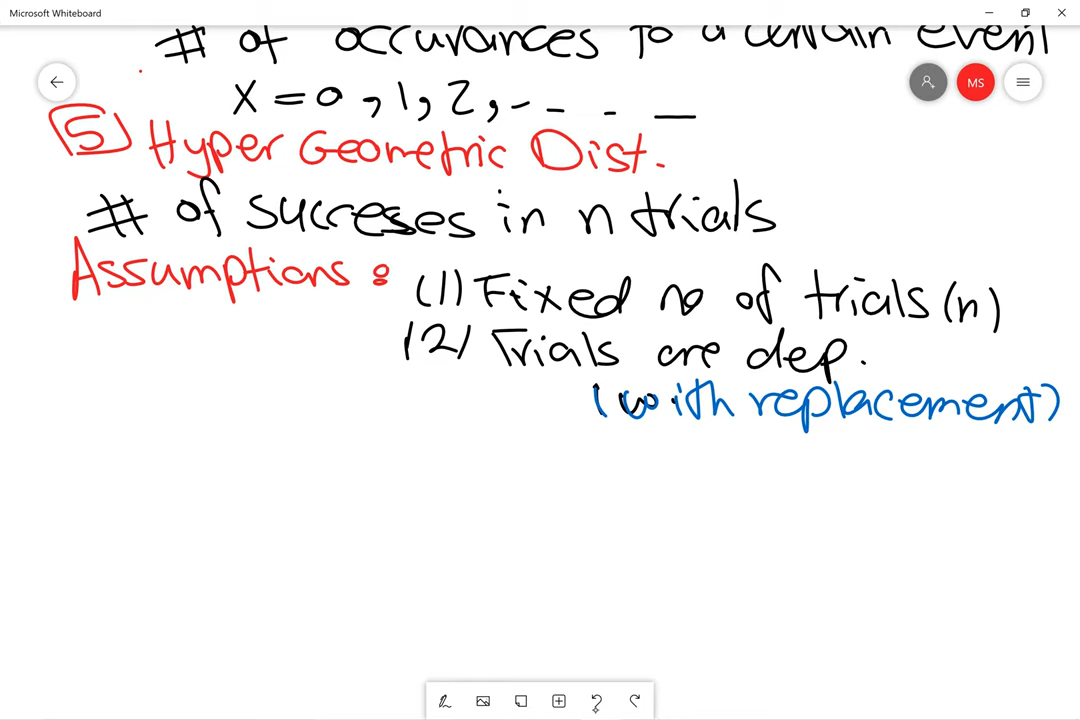 Microsoft Whiteboard
# of occurances to a certain event
MS
X = 0, 1, 2, - - - —
5 Hyper Geometric Dist.
# of succeses in n trials
Assumptions: (1) Fixed no of trials (n)
(2) Trials are dep.
(with replacement)